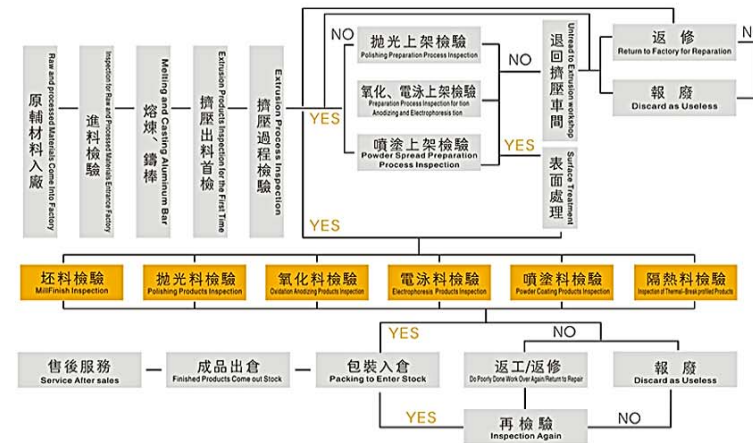 原輔材料入廠
Raw and processed Materials Come Into Factory
進料檢驗
Inspection for Raw and Processed Materials Entrance Factory
熔煉、鑄棒
Melting and Casting Aluminum Bar
擠壓出料首檢
Extrusion Products Inspection for the First Time
擠壓過程檢驗
Extrusion Process Inspection
NO
YES
拋光上架檢驗
Polishing Preparation Process Inspection
氧化、電泳上架檢驗
Preparation Process Inspection for tion
Anodizing and Electrophoresis tion
噴塗上架檢驗
Powder Spread Preparation
Process Inspection
NO
YES
退回擠壓車間
Untread to Extrusion workshop
表面處理
Surface Treatment
返修
Return to Factory for Reparation
報廢
Discard as Useless
YES
坯料檢驗
MillFinish Inspection
拋光料檢驗
Polishing Products Inspection
氧化料檢驗
Oxidation Anodizing Products Inspection
電泳料檢驗
Electrophoresis Products Inspection
噴塗料檢驗
Powder Coating Products Inspection
隔熱料檢驗
Inspection of Thermal-Break profiled Products
YES
NO
售後服務
Service After sales
成品出倉
Finished Products Come out Stock
包裝入倉
Packing to Enter Stock
返工/返修
Do Poorly Done Work Over Again/Return to Repair
報廢
Discard as Useless
YES
再檢驗
Inspection Again
NO